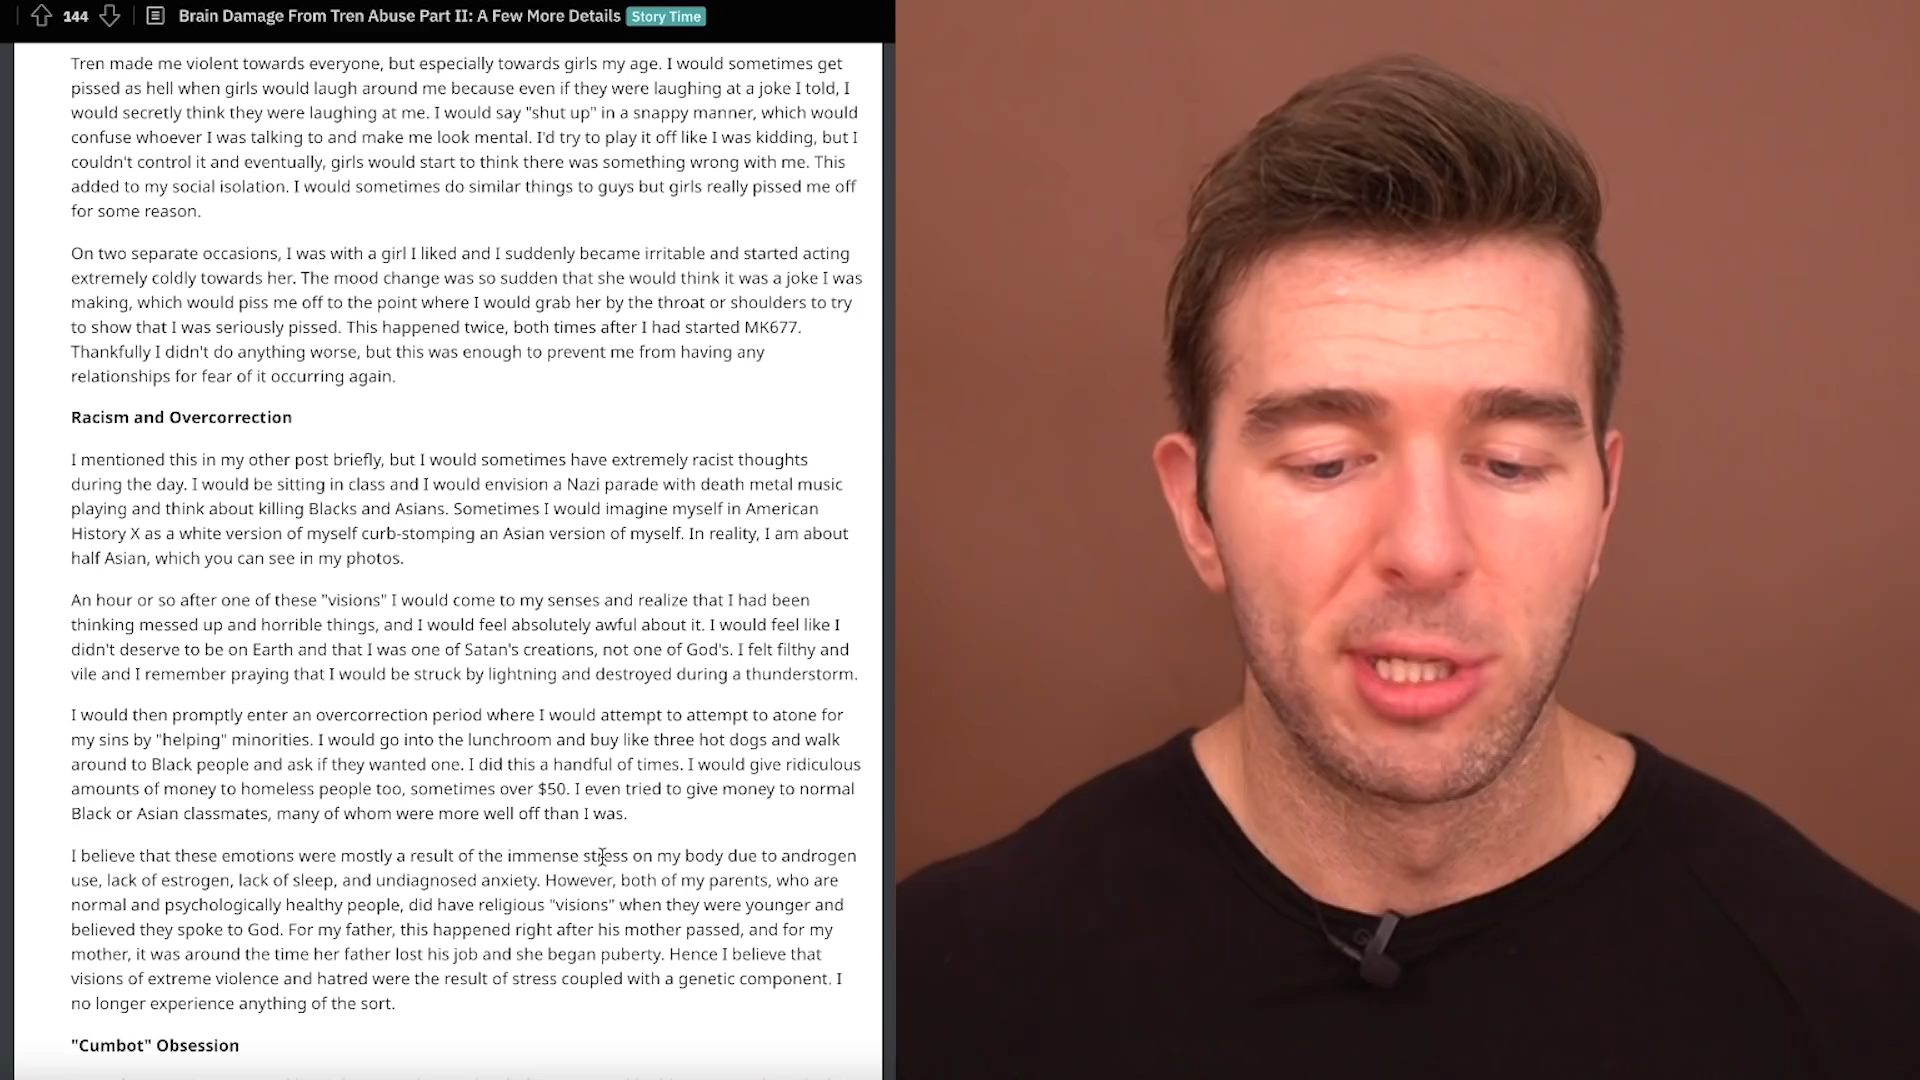 144 Brain Damage From Tren Abuse Part II: A Few More Details Story Time
Tren made me violent towards everyone, but especially towards girls my age. I would sometimes get
pissed as hell when girls would laugh around me because even if they were laughing at a joke I told, I
would secretly think they were laughing at me. I would say "shut up" in a snappy manner, which would
confuse whoever I was talking to and make me look mental. I'd try to play it off like I was kidding, but I
couldn't control it and eventually, girls would start to think there was something wrong with me. This
added to my social isolation. I would sometimes do similar things to guys but girls really pissed me off
for some reason.
On two separate occasions, I was with a girl I liked and I suddenly became irritable and started acting
extremely coldly towards her. The mood change was so sudden that she would think it was a joke I was
making, which would piss me off to the point where I would grab her by the throat or shoulders to try
to show that I was seriously pissed. This happened twice, both times after I had started MK677.
Thankfully I didn't do anything worse, but this was enough to prevent me from having any
relationships for fear of it occurring again.
Racism and Overcorrection
I mentioned this in my other post briefly, but I would sometimes have extremely racist thoughts
during the day. I would be sitting in class and I would envision a Nazi parade with death metal music
playing and think about killing Blacks and Asians. Sometimes I would imagine myself in American
History X as a white version of myself curb-stomping an Asian version of myself. In reality, I am about
half Asian, which you can see in my photos.
An hour or so after one of these "visions" I would come to my senses and realize that I had been
thinking messed up and horrible things, and I would feel absolutely awful about it. I would feel like I
didn't deserve to be on Earth and that I was one of Satan's creations, not one of God's. I felt filthy and
vile and I remember praying that I would be struck by lightning and destroyed during a thunderstorm.
I would then promptly enter an overcorrection period where I would attempt to attempt to atone for
my sins by "helping" minorities. I would go into the lunchroom and buy like three hot dogs and walk
around to Black people and ask if they wanted one. I did this a handful of times. I would give ridiculous
amounts of money to homeless people too, sometimes over $50. I even tried to give money to normal
Black or Asian classmates, many of whom were more well off than I was.
I believe that these emotions were mostly a result of the immense stress on my body due to androgen
use, lack of estrogen, lack of sleep, and undiagnosed anxiety. However, both of my parents, who are
normal and psychologically healthy people, did have religious "visions" when they were younger and
believed they spoke to God. For my father, this happened right after his mother passed, and for my
mother, it was around the time her father lost his job and she began puberty. Hence I believe that
visions of extreme violence and hatred were the result of stress coupled with a genetic component. I
no longer experience anything of the sort.
"Cumbot" Obsession